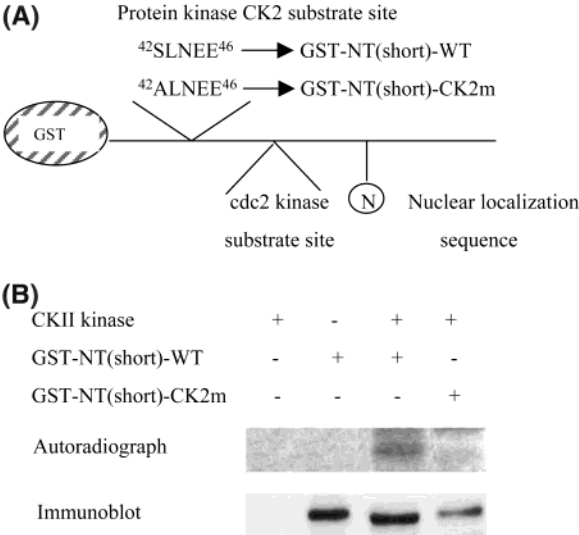 (A) Protein kinase CK2 substrate site
⁴²SLNEE⁴⁶ GST-NT(short)-WT
⁴²ALNEE⁴⁶ GST-NT(short)-CK2m
GST
cdc2 kinase
substrate site
N
Nuclear localization
sequence
(B)
CKII kinase + - + +
GST-NT(short)-WT - + + -
GST-NT(short)-CK2m - - - +
Autoradiograph
Immunoblot